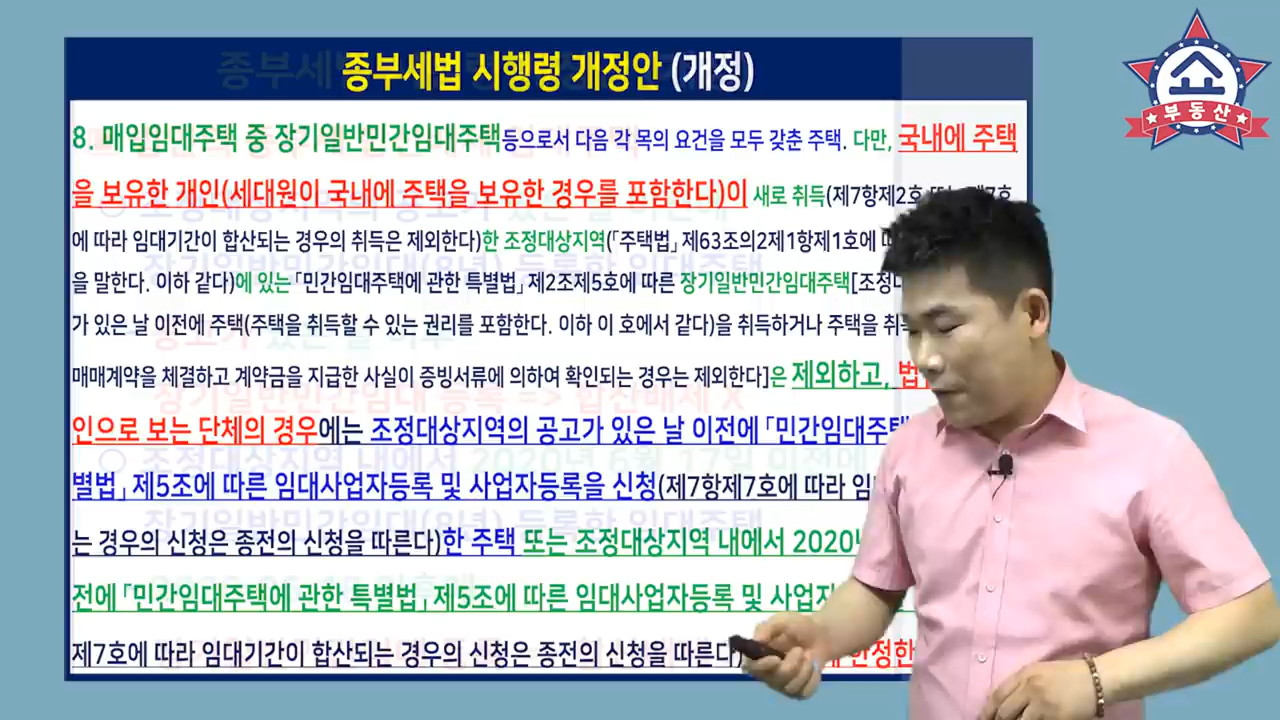 종부세법 시행령 개정안 (개정)
부동산
8. 매입임대주택 중 장기일반민간임대주택등으로서 다음 각 목의 요건을 모두 갖춘 주택. 다만, 국내에 주택
을 보유한 개인(세대원이 국내에 주택을 보유한 경우를 포함한다)이 새로 취득(제7항제2호 또는 제7호
에 따라 임대기간이 합산되는 경우의 취득은 제외한다)한 조정대상지역(「주택법」 제63조의2제1항제1호에
을 말한다. 이하 같다)에 있는 「민간임대주택에 관한 특별법」 제2조제5호에 따른 장기일반민간임대주택[조정
가 있은 날 이전에 주택(주택을 취득할 수 있는 권리를 포함한다. 이하 이 호에서 같다)을 취득하거나 주택을
매매계약을 체결하고 계약금을 지급한 사실이 증빙서류에 의하여 확인되는 경우는 제외한다]은 제외하고, 법
인으로 보는 단체의 경우에는 조정대상지역의 공고가 있은 날 이전에 「민간임대주택
별법」 제5조에 따른 임대사업자등록 및 사업자등록을 신청(제7항제7호에 따라
는 경우의 신청은 종전의 신청을 따른다)한 주택 또는 조정대상지역 내에서
전에 「민간임대주택에 관한 특별법」 제5조에 따른 임대사업자등록 및
제7호에 따라 임대기간이 합산되는 경우의 신청은 종전의 신청을 따른다)